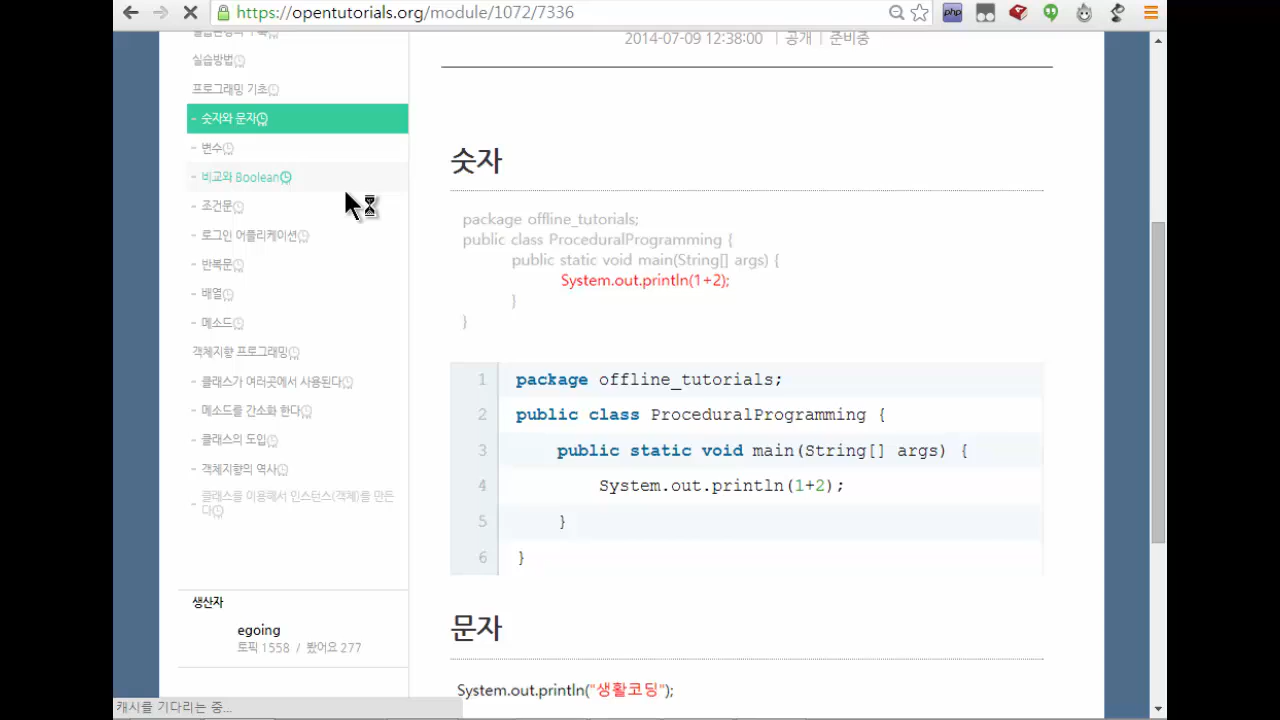 https://opentutorials.org/module/1072/7336
php
2014-07-09 12:38:00 | 공개 | 준비중
실습방법
프로그래밍 기초
- 숫자와 문자
- 변수
- 비교와 Boolean
- 조건문
- 로그인 어플리케이션
- 반복문
- 배열
- 메소드
객체지향 프로그래밍
- 클래스가 여러곳에서 사용된다
- 메소드를 간소화 한다
- 클래스의 도입
- 객체지향의 역사
- 클래스를 이용해서 인스턴스(객체)를 만든
다
생산자
egoing
토픽 1558 / 봤어요 277
캐시를 기다리는 중...
숫자
package offline_tutorials;
public class ProceduralProgramming {
public static void main(String[] args) {
System.out.println(1+2);
}
}
1 package offline_tutorials;
2 public class ProceduralProgramming {
3 public static void main(String[] args) {
4 System.out.println(1+2);
5 }
6 }
문자
System.out.println("생활코딩");